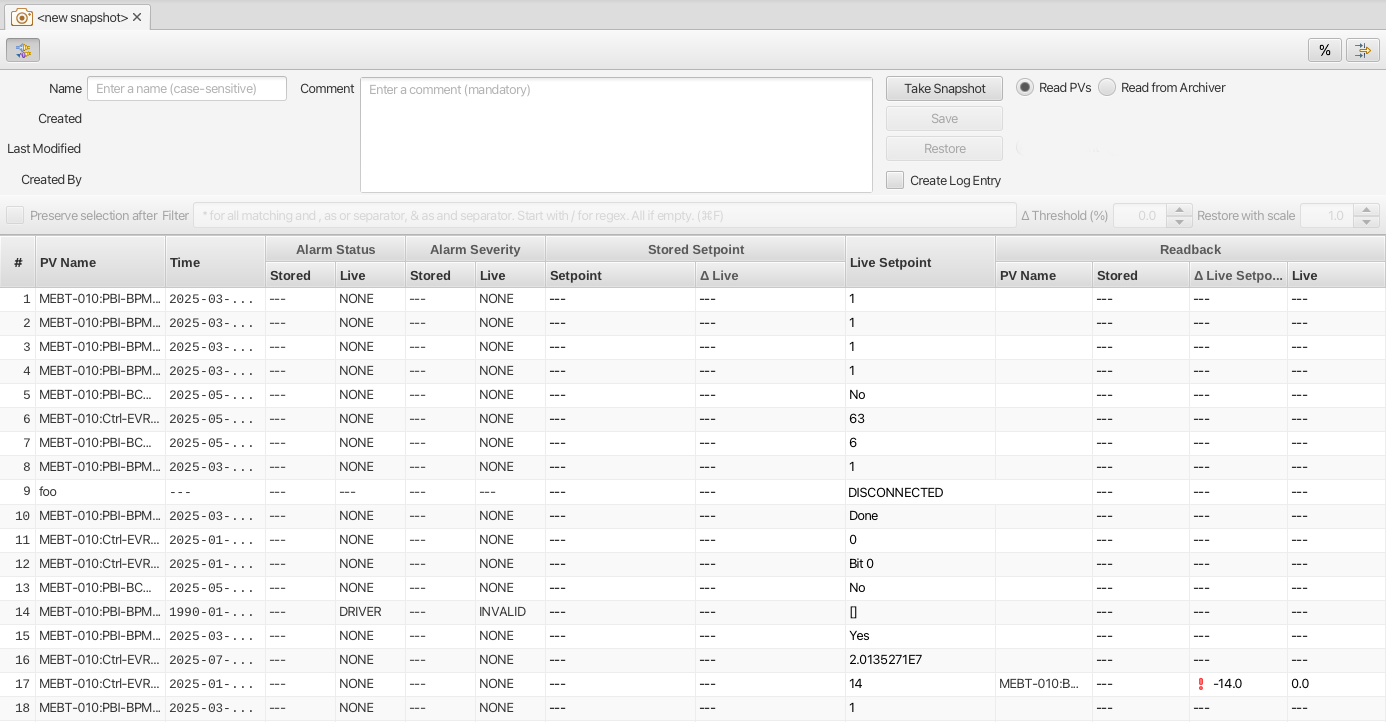 <new snapshot>
%
Name Enter a name (case-sensitive) Comment Enter a comment (mandatory) Take Snapshot Read PVs Read from Archiver
Created Save
Last Modified Restore
Created By Create Log Entry
Preserve selection after Filter * for all matching and , as or separator, & as and separator. Start with / for regex. All if empty. (⌘F) Δ Threshold (%) 0.0 Restore with scale 1.0
# PV Name Time Alarm Status Alarm Severity Stored Setpoint Live Setpoint Readback
Stored Live Stored Live Setpoint Δ Live PV Name Stored Δ Live Setpo... Live
1 MEBT-010:PBI-BPM... 2025-03-... --- NONE --- NONE --- --- 1 --- --- ---
2 MEBT-010:PBI-BPM... 2025-03-... --- NONE --- NONE --- --- 1 --- --- ---
3 MEBT-010:PBI-BPM... 2025-03-... --- NONE --- NONE --- --- 1 --- --- ---
4 MEBT-010:PBI-BPM... 2025-03-... --- NONE --- NONE --- --- 1 --- --- ---
5 MEBT-010:PBI-BC... 2025-05-... --- NONE --- NONE --- --- No --- --- ---
6 MEBT-010:Ctrl-EVR... 2025-05-... --- NONE --- NONE --- --- 63 --- --- ---
7 MEBT-010:PBI-BC... 2025-05-... --- NONE --- NONE --- --- 6 --- --- ---
8 MEBT-010:PBI-BPM... 2025-03-... --- NONE --- NONE --- --- 1 --- --- ---
9 foo --- --- --- --- --- --- --- DISCONNECTED --- --- ---
10 MEBT-010:PBI-BPM... 2025-03-... --- NONE --- NONE --- --- Done --- --- ---
11 MEBT-010:Ctrl-EVR... 2025-01-... --- NONE --- NONE --- --- 0 --- --- ---
12 MEBT-010:Ctrl-EVR... 2025-01-... --- NONE --- NONE --- --- Bit 0 --- --- ---
13 MEBT-010:PBI-BC... 2025-05-... --- NONE --- NONE --- --- No --- --- ---
14 MEBT-010:PBI-BPM... 1990-01-... --- DRIVER --- INVALID --- --- [] --- --- ---
15 MEBT-010:PBI-BPM... 2025-03-... --- NONE --- NONE --- --- Yes --- --- ---
16 MEBT-010:Ctrl-EVR... 2025-07-... --- NONE --- NONE --- --- 2.0135271E7 --- --- ---
17 MEBT-010:Ctrl-EVR... 2025-01-... --- NONE --- NONE --- --- 14 MEBT-010:B... --- -14.0 0.0
18 MEBT-010:PBI-BPM... 2025-03-... --- NONE --- NONE --- --- 1 --- --- ---